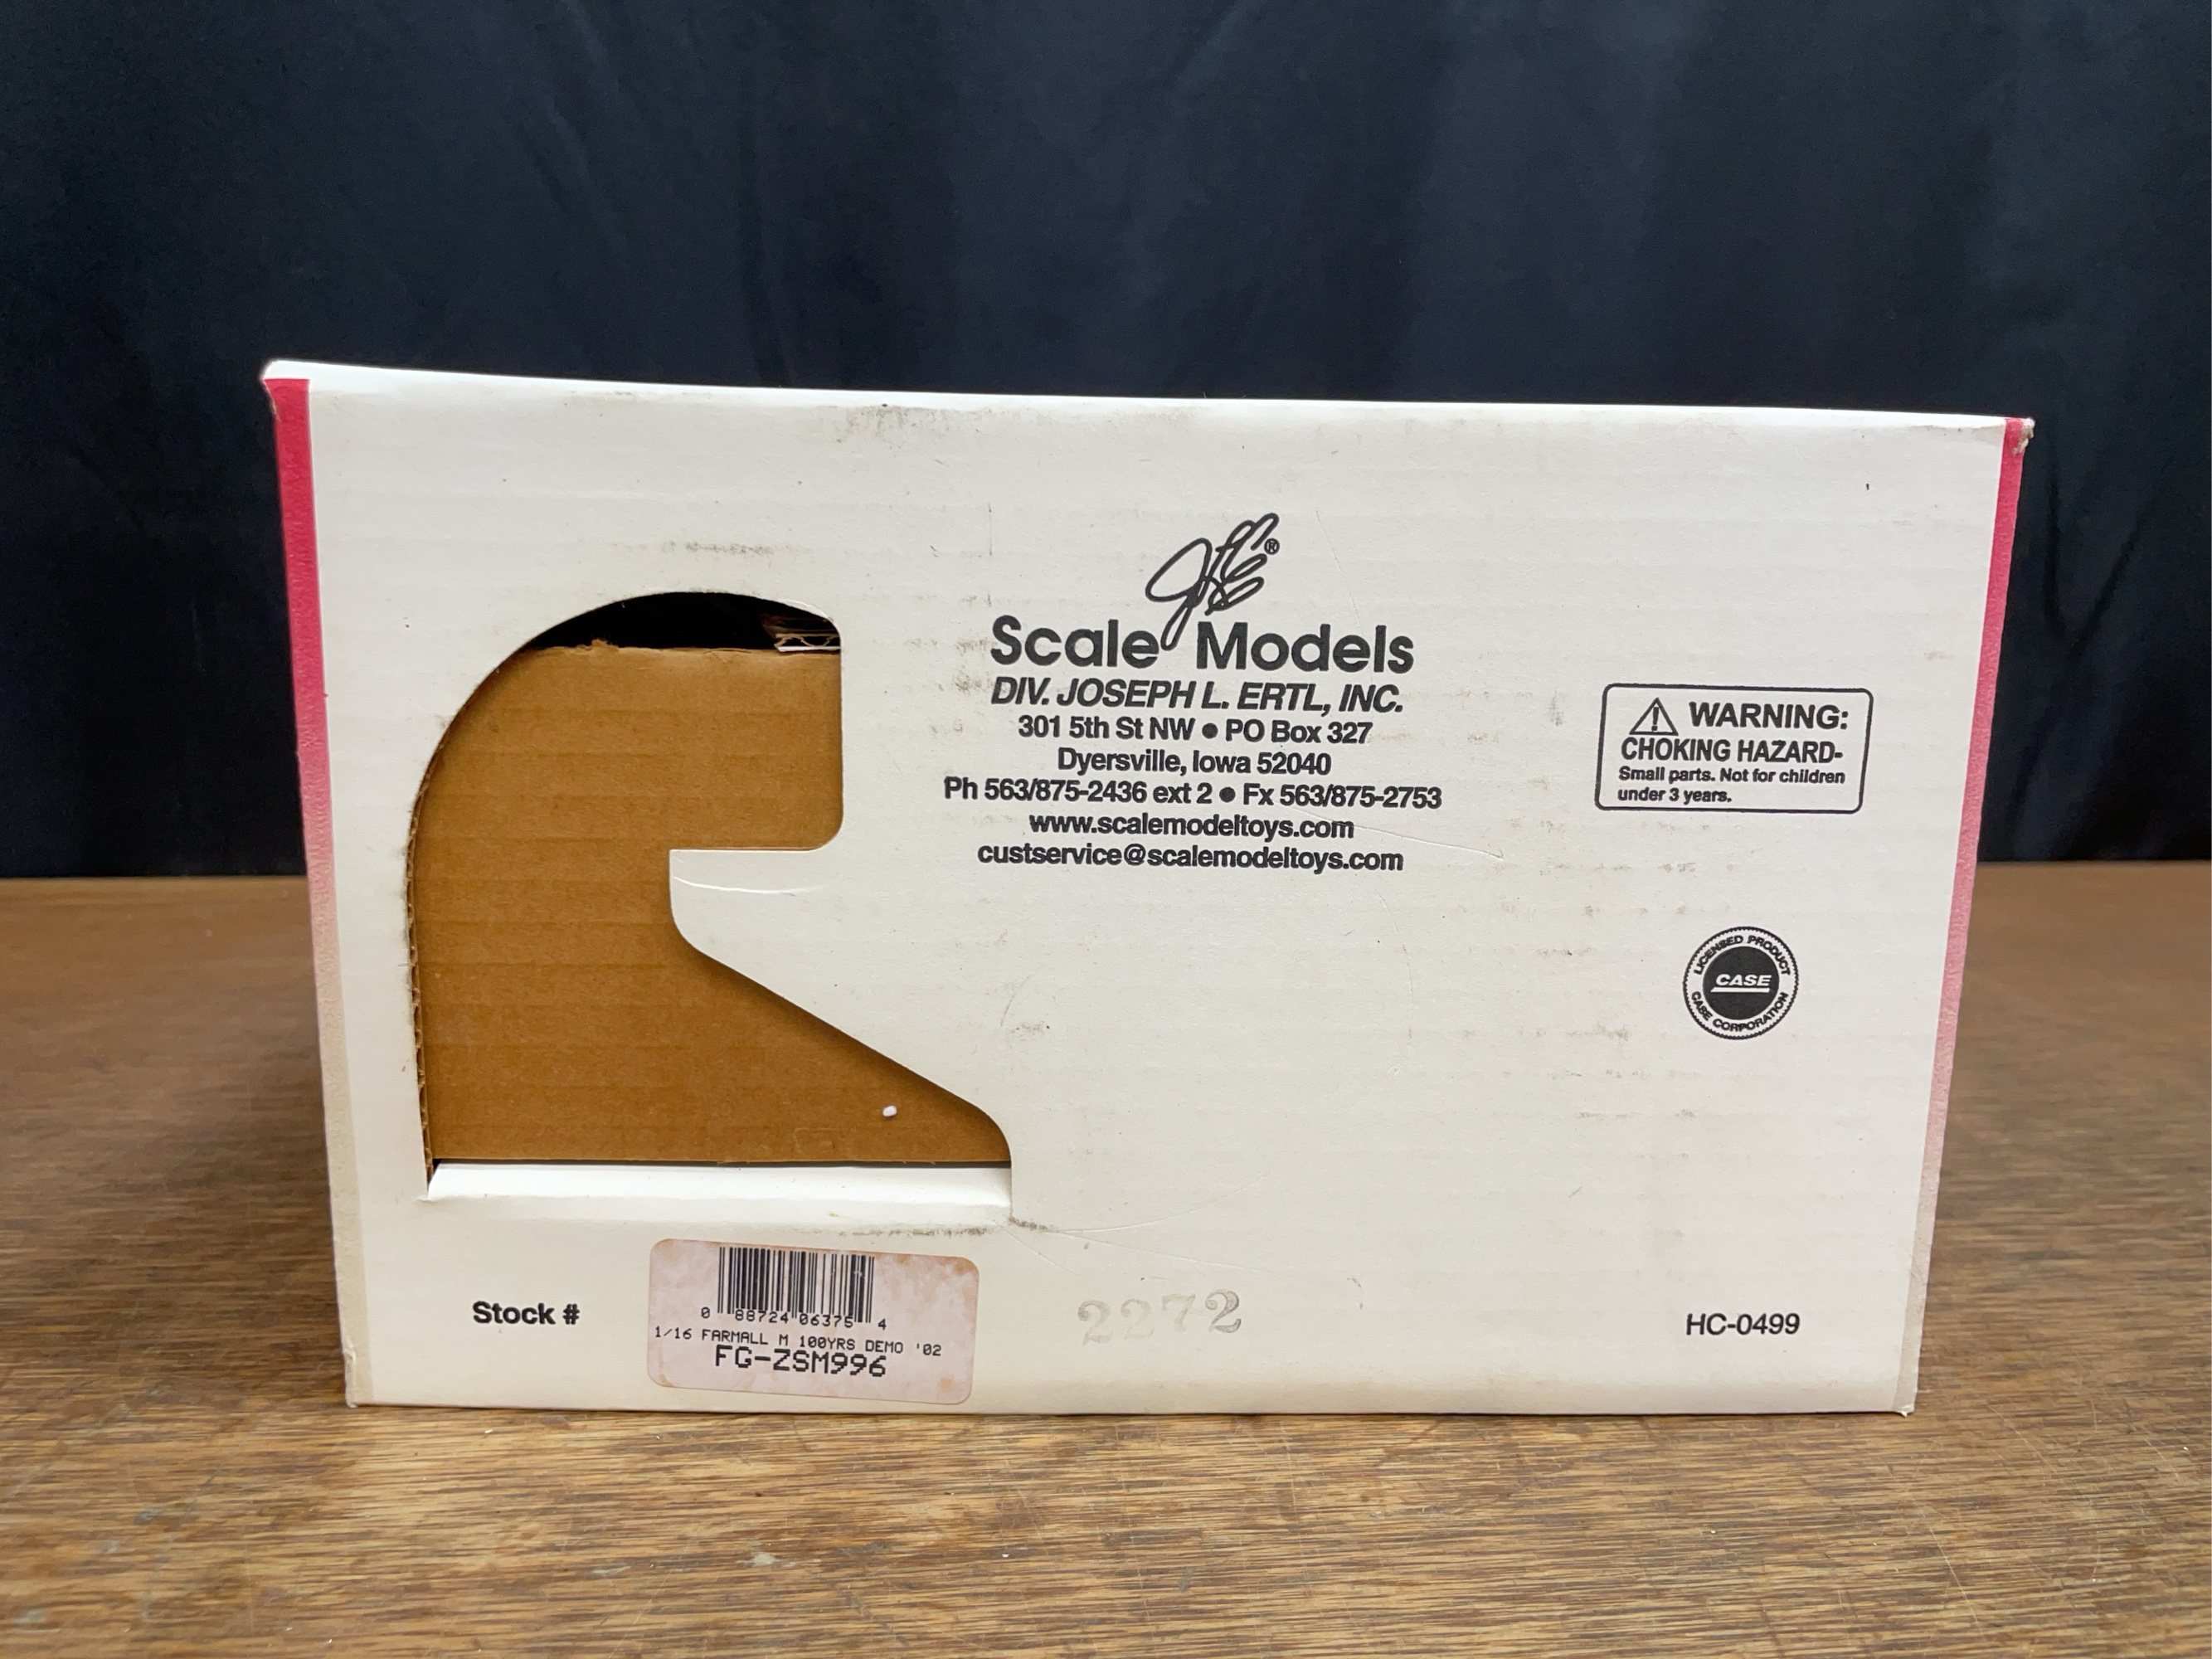 JLE®
Scale Models
DIV. JOSEPH L. ERTL, INC.
301 5th St NW ● PO Box 327
Dyersville, Iowa 52040
Ph 563/875-2436 ext 2 ● Fx 563/875-2753
www.scalemodeltoys.com
custservice@scalemodeltoys.com
WARNING:
CHOKING HAZARD-
Small parts. Not for children
under 3 years.
LICENSED PRODUCT
CASE
CASE CORPORATION
Stock #
0 88724 06375 4
1/16 FARMALL M 100YRS DEMO '02
FG-ZSM996
2272
HC-0499